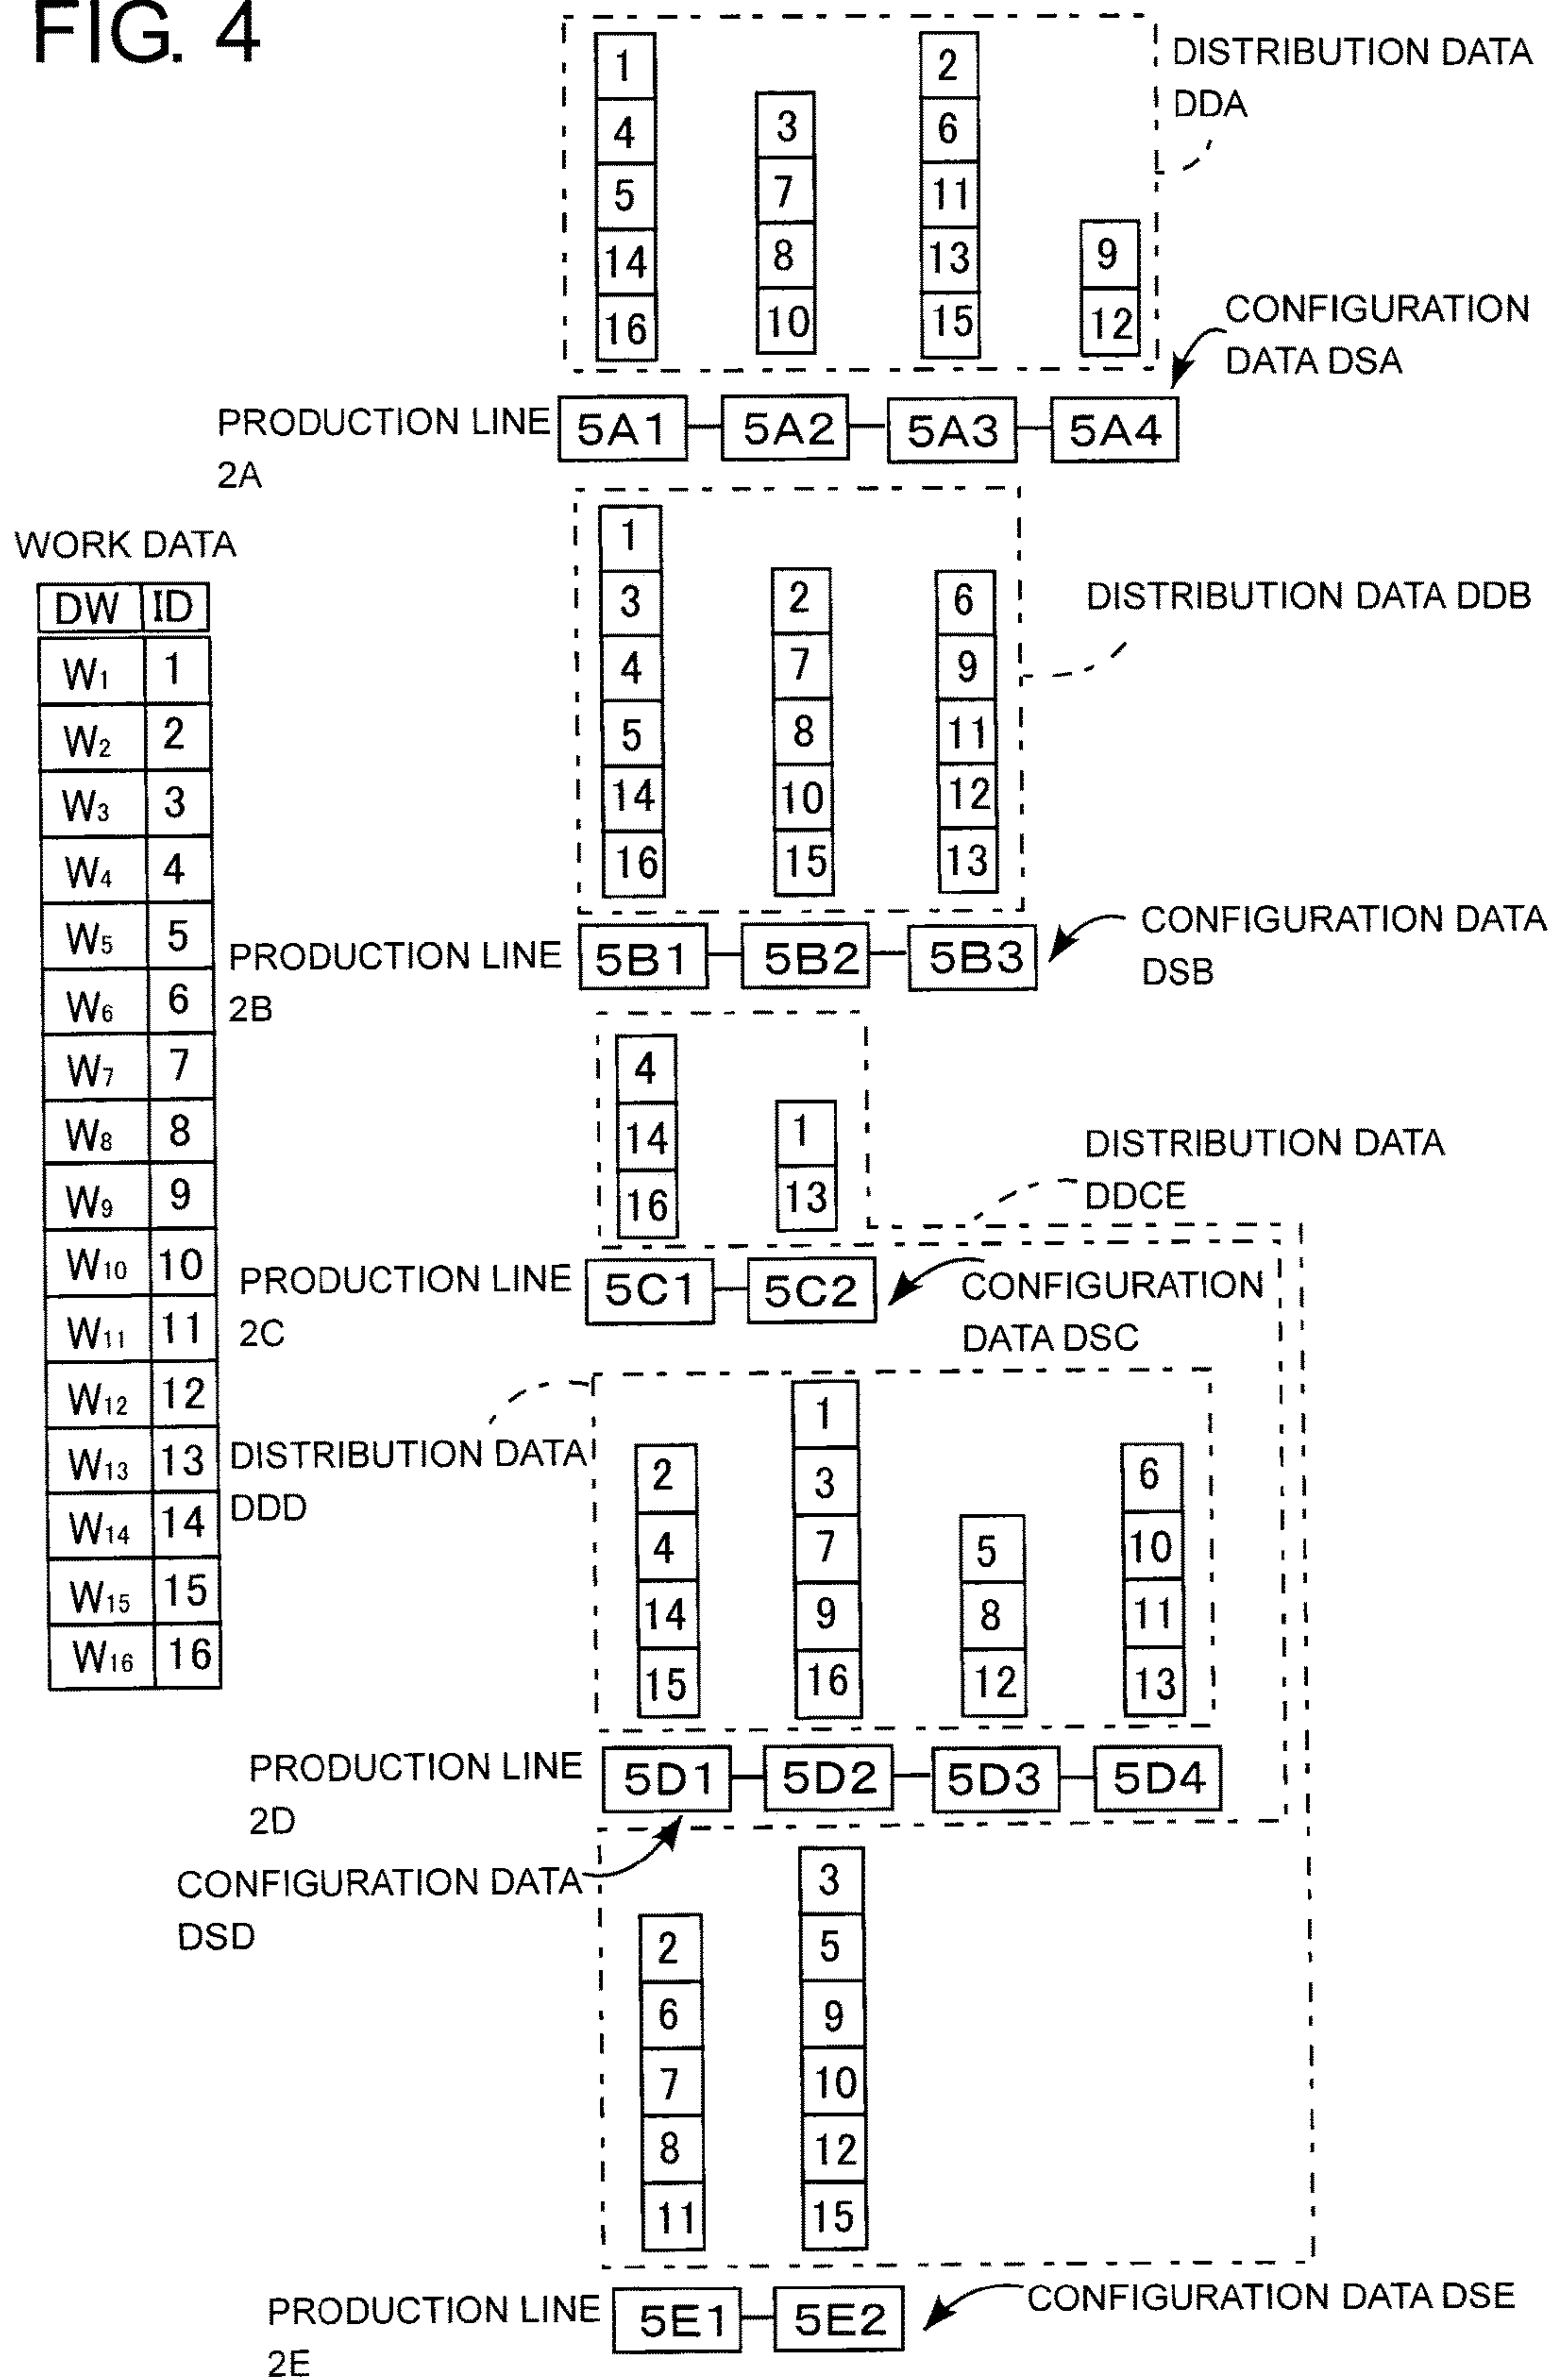 FIG. 4
DISTRIBUTION DATA
DDA
1
4
5
14
16
3
7
8
10
2
6
11
13
15
9
12
CONFIGURATION
DATA DSA
PRODUCTION LINE
2A
5A1
5A2
5A3
5A4
WORK DATA
DW ID
W1 1
W2 2
W3 3
W4 4
W5 5
W6 6
W7 7
W8 8
W9 9
W10 10
W11 11
W12 12
W13 13
W14 14
W15 15
W16 16
DISTRIBUTION DATA DDB
1
3
4
5
14
16
2
7
8
10
15
6
9
11
12
13
PRODUCTION LINE
2B
5B1
5B2
5B3
CONFIGURATION DATA
DSB
4
14
16
1
13
DISTRIBUTION DATA
DDCE
PRODUCTION LINE
2C
5C1
5C2
CONFIGURATION
DATA DSC
DISTRIBUTION DATA
DDD
2
4
14
15
1
3
7
9
16
5
8
12
6
10
11
13
PRODUCTION LINE
2D
5D1
5D2
5D3
5D4
CONFIGURATION DATA
DSD
2
6
7
8
11
3
5
9
10
12
15
PRODUCTION LINE
2E
5E1
5E2
CONFIGURATION DATA DSE